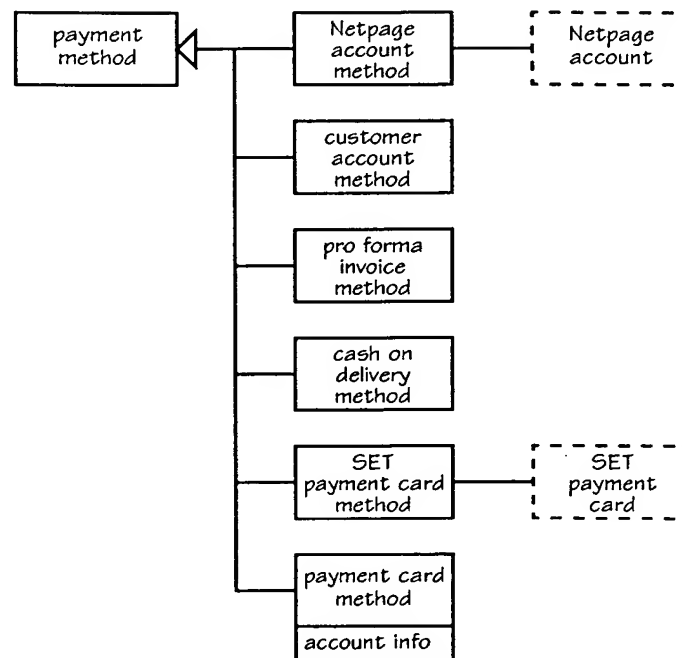 payment
method
Netpage
account
method
Netpage
account
customer
account
method
pro forma
invoice
method
cash on
delivery
method
SET
payment card
method
SET
payment
card
payment card
method
account info